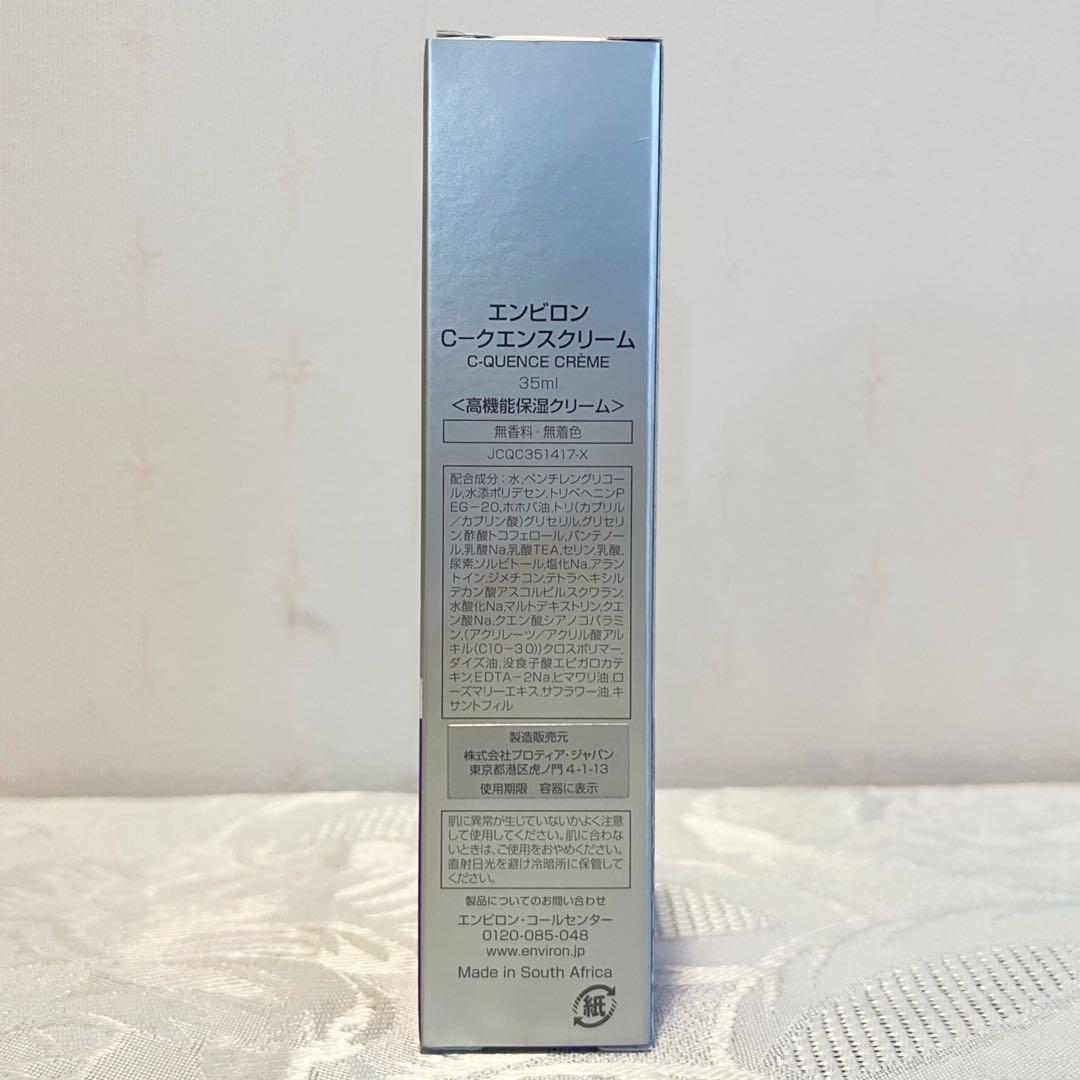 エンビロン
C-クエンスクリーム
C-QUENCE CRÈME
35ml
<高機能保湿クリーム>
無香料・無着色
JCQC351417-X
配合成分：水,ペンチレングリコー
ル,水添ポリデセン,トリベヘニンP
EG-20,ホホバ油,トリ(カプリル
／カプリン酸)グリセリル,グリセリ
ン,酢酸トコフェロール,パンテノー
ル,乳酸Na,乳酸TEA,セリン,乳酸,
尿素,ソルビトール,塩化Na,アラン
トイン,ジメチコン,テトラヘキシル
デカン酸アスコルビル,スクワラン,
水酸化Na,マルトデキストリン,クエ
ン酸Na,クエン酸シアノコバラミ
ン,(アクリレーツ／アクリル酸アル
キル(C10-30))クロスポリマー,
ダイズ油,没食子酸エピガロカテ
キン,EDTA-2Na,ヒマワリ油,ロ
ーズマリーエキス,サフラワー油,キ
サントフィル
製造販売元
株式会社プロティア・ジャパン
東京都港区虎ノ門 4-1-13
使用期限　容器に表示
肌に異常が生じていないかよく注意
して使用してください。肌に合わな
いときは、ご使用をおやめください。
直射日光を避け冷暗所に保管して
ください。
製品についてのお問い合わせ
エンビロン・コールセンター
0120-085-048
www.environ.jp
Made in South Africa
紙